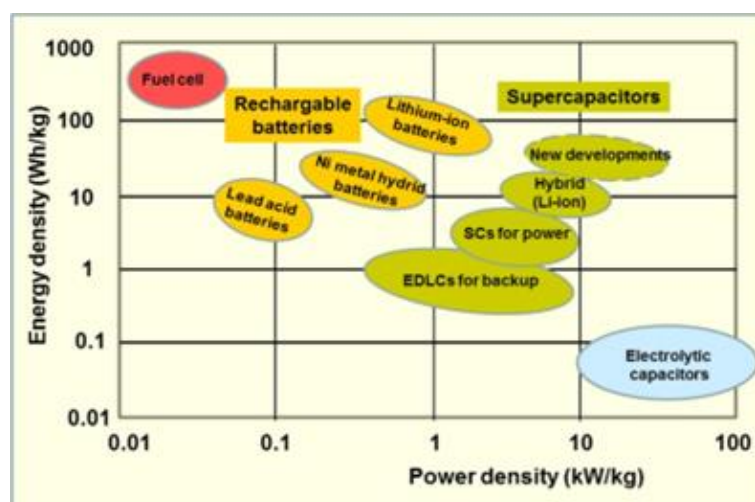 1000
100
10
1
0.1
0.01
Energy density (Wh/kg)
Fuel cell
Rechargable
batteries
Lithium-ion
batteries
Supercapacitors
New developments
Ni metal hydrid
batteries
Hybrid
(Li-ion)
Lead acid
batteries
SCs for power
EDLCs for backup
Electrolytic
capacitors
0.01
0.1
1
10
100
Power density (kW/kg)